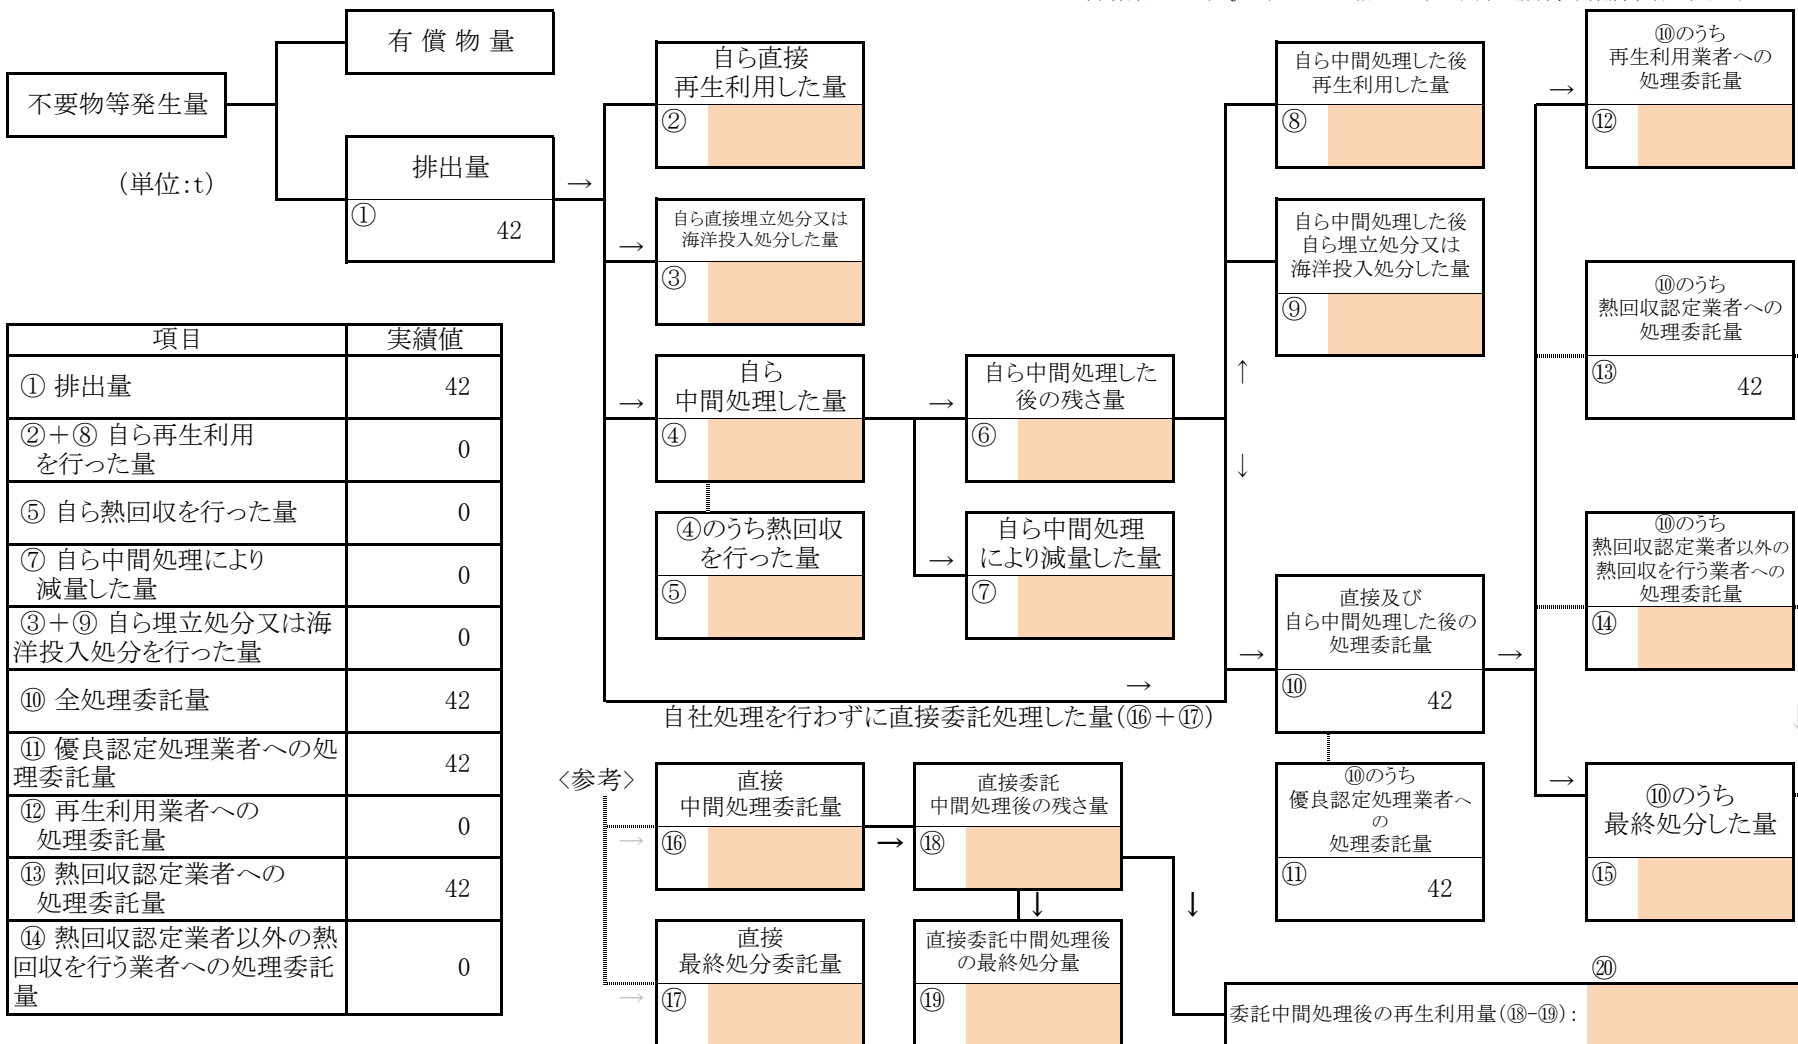 不要物等発生量
有 償 物 量
排出量
①
42
(単位:t)
→
自ら直接
再生利用した量
②
→
自ら直接埋立処分又は
海洋投入処分した量
③
→
自ら
中間処理した量
④
④のうち熱回収
を行った量
⑤
→
自ら中間処理した
後の残さ量
⑥
→
自ら中間処理
により減量した量
⑦
↑
↓
自ら中間処理した後
再生利用した量
⑧
自ら中間処理した後
自ら埋立処分又は
海洋投入処分した量
⑨
→
直接及び
自ら中間処理した後の
処理委託量
⑩
42
→
⑩のうち
優良認定処理業者へ
の
処理委託量
⑪
42
→
⑩のうち
再生利用業者への
処理委託量
⑫
⑩のうち
熱回収認定業者への
処理委託量
⑬
42
⑩のうち
熱回収認定業者以外の
熱回収を行う業者への
処理委託量
⑭
→
⑩のうち
最終処分した量
⑮
→
自社処理を行わずに直接委託処理した量(⑯+⑰)
<参考>
→
直接
中間処理委託量
⑯
→
直接委託
中間処理後の残さ量
⑱
↓
↓
→
直接
最終処分委託量
⑰
直接委託中間処理後
の最終処分量
⑲
⑳
委託中間処理後の再生利用量(⑱-⑲):
項目 実績値
① 排出量 42
②+⑧ 自ら再生利用
を行った量 0
⑤ 自ら熱回収を行った量 0
⑦ 自ら中間処理により
減量した量 0
③+⑨ 自ら埋立処分又は海
洋投入処分を行った量 0
⑩ 全処理委託量 42
⑪ 優良認定処理業者への処
理委託量 42
⑫ 再生利用業者への
処理委託量 0
⑬ 熱回収認定業者への
処理委託量 42
⑭ 熱回収認定業者以外の熱
回収を行う業者への処理委託
量 0